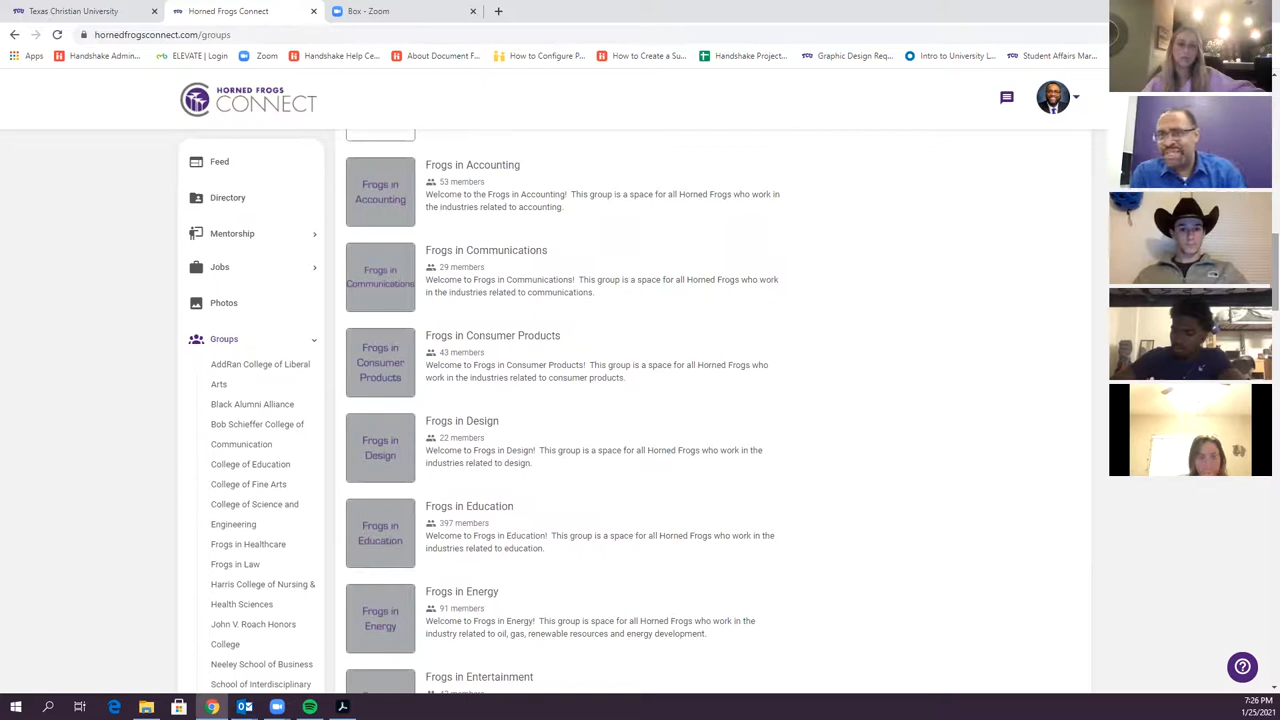 Texas Christian University
Horned Frogs Connect
Box - Zoom
hornedfrogsconnect.com/groups
Apps
Handshake Admin...
ELEVATE | Login
Zoom
Handshake Help Ce...
About Document F...
How to Configure P...
How to Create a Su...
Handshake Project...
Graphic Design Req...
Intro to University L...
Student Affairs Mar...
HORNED FROGS
CONNECT
Feed
Directory
Mentorship
Jobs
Photos
Groups
AddRan College of Liberal
Arts
Black Alumni Alliance
Bob Schieffer College of
Communication
College of Education
College of Fine Arts
College of Science and
Engineering
Frogs in Healthcare
Frogs in Law
Harris College of Nursing &
Health Sciences
John V. Roach Honors
College
Neeley School of Business
School of Interdisciplinary
Frogs in
Accounting
Frogs in Accounting
53 members
Welcome to the Frogs in Accounting! This group is a space for all Horned Frogs who work in
the industries related to accounting.
Frogs in
Communications
Frogs in Communications
29 members
Welcome to Frogs in Communications! This group is a space for all Horned Frogs who work
in the industries related to communications.
Frogs in
Consumer
Products
Frogs in Consumer Products
43 members
Welcome to Frogs in Consumer Products! This group is a space for all Horned Frogs who
work in the industries related to consumer products.
Frogs in
Design
Frogs in Design
22 members
Welcome to Frogs in Design! This group is a space for all Horned Frogs who work in the
industries related to design.
Frogs in
Education
Frogs in Education
397 members
Welcome to Frogs in Education! This group is a space for all Horned Frogs who work in the
industries related to education.
Frogs in
Energy
Frogs in Energy
91 members
Welcome to Frogs in Energy! This group is a space for all Horned Frogs who work in the
industry related to oil, gas, renewable resources and energy development.
Frogs in
Frogs in Entertainment
7:26 PM
1/25/2021